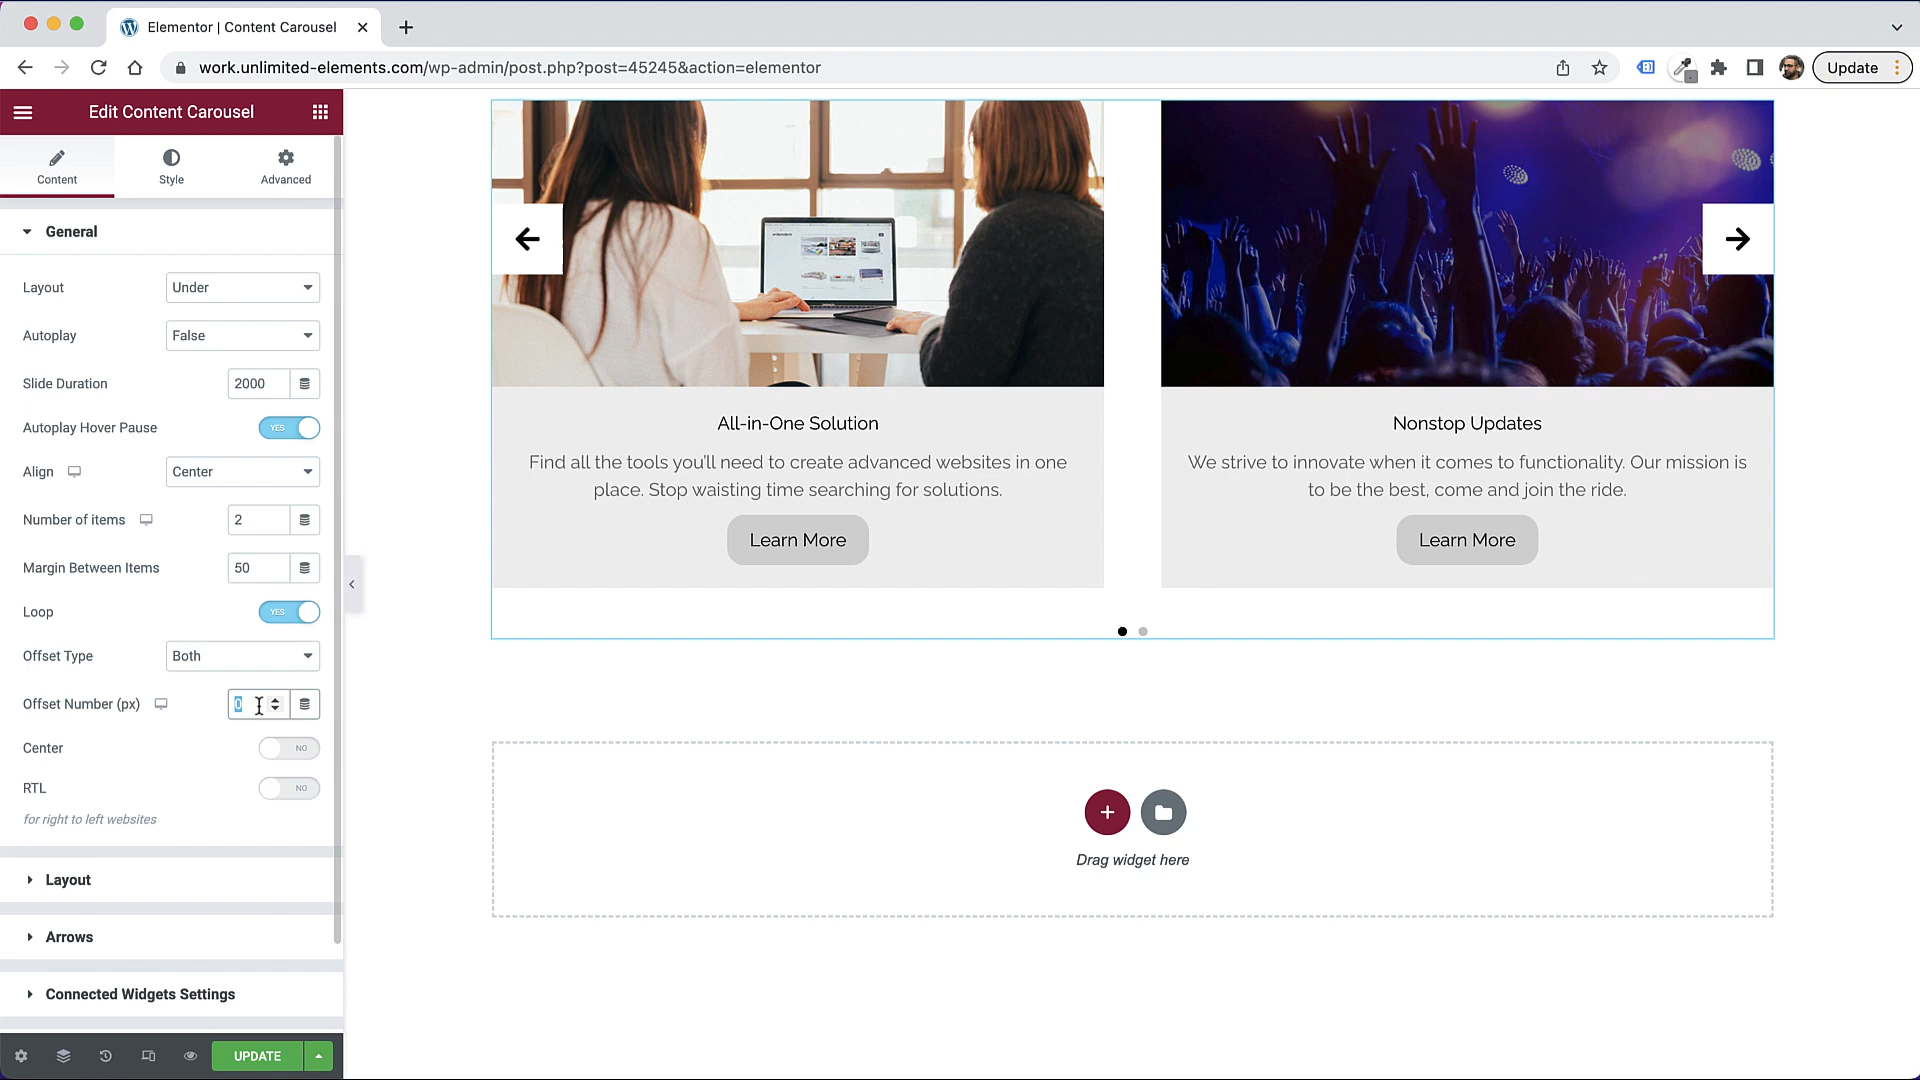 Elementor | Content Carousel
work.unlimited-elements.com/wp-admin/post.php?post=45245&action=elementor
Update
Edit Content Carousel
Content
Style
Advanced
General
Layout
Under
Autoplay
False
Slide Duration
2000
Autoplay Hover Pause
YES
Align
Center
Number of items
2
Margin Between Items
50
Loop
YES
Offset Type
Both
Offset Number (px)
0
Center
NO
RTL
NO
for right to left websites
Layout
Arrows
Connected Widgets Settings
UPDATE
All-in-One Solution
Find all the tools you'll need to create advanced websites in one
place. Stop waisting time searching for solutions.
Learn More
Nonstop Updates
We strive to innovate when it comes to functionality. Our mission is
to be the best, come and join the ride.
Learn More
Drag widget here